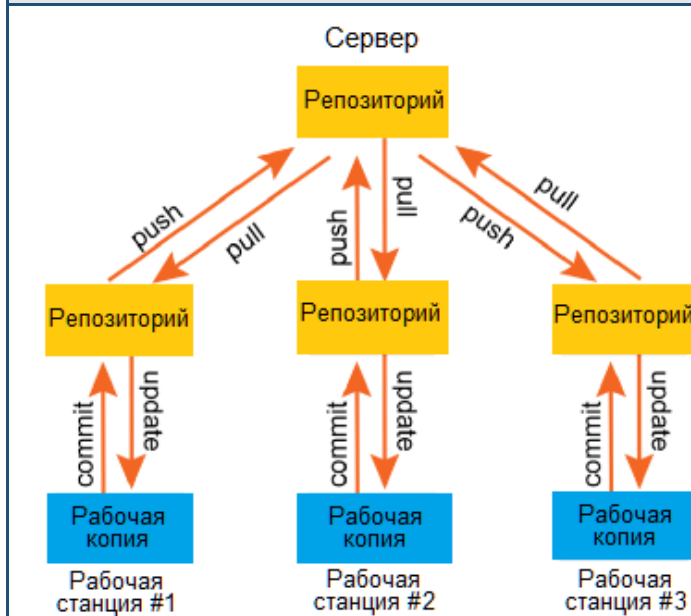 Сервер
Репозиторий
push
pull
push
pull
push
pull
Репозиторий
Репозиторий
Репозиторий
commit
update
commit
update
commit
update
Рабочая
копия
Рабочая
копия
Рабочая
копия
Рабочая
станция #1
Рабочая
станция #2
Рабочая
станция #3